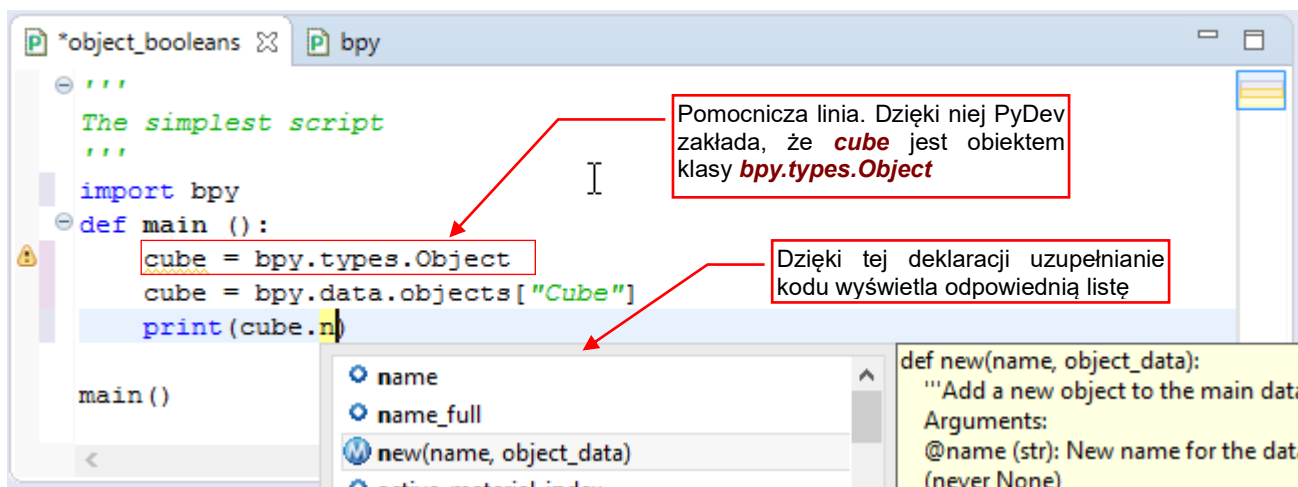 *object_booleans
bpy
'''
The simplest script
'''
import bpy
def main ():
cube = bpy.types.Object
cube = bpy.data.objects["Cube"]
print(cube.n)
main()
Pomocnicza linia. Dzięki niej PyDev
zakłada, że cube jest obiektem
klasy bpy.types.Object
Dzięki tej deklaracji uzupełnianie
kodu wyświetla odpowiednią listę
name
name_full
new(name, object_data)
active_material_index
def new(name, object_data):
'''Add a new object to the main data
Arguments:
@name (str): New name for the data
(never None)